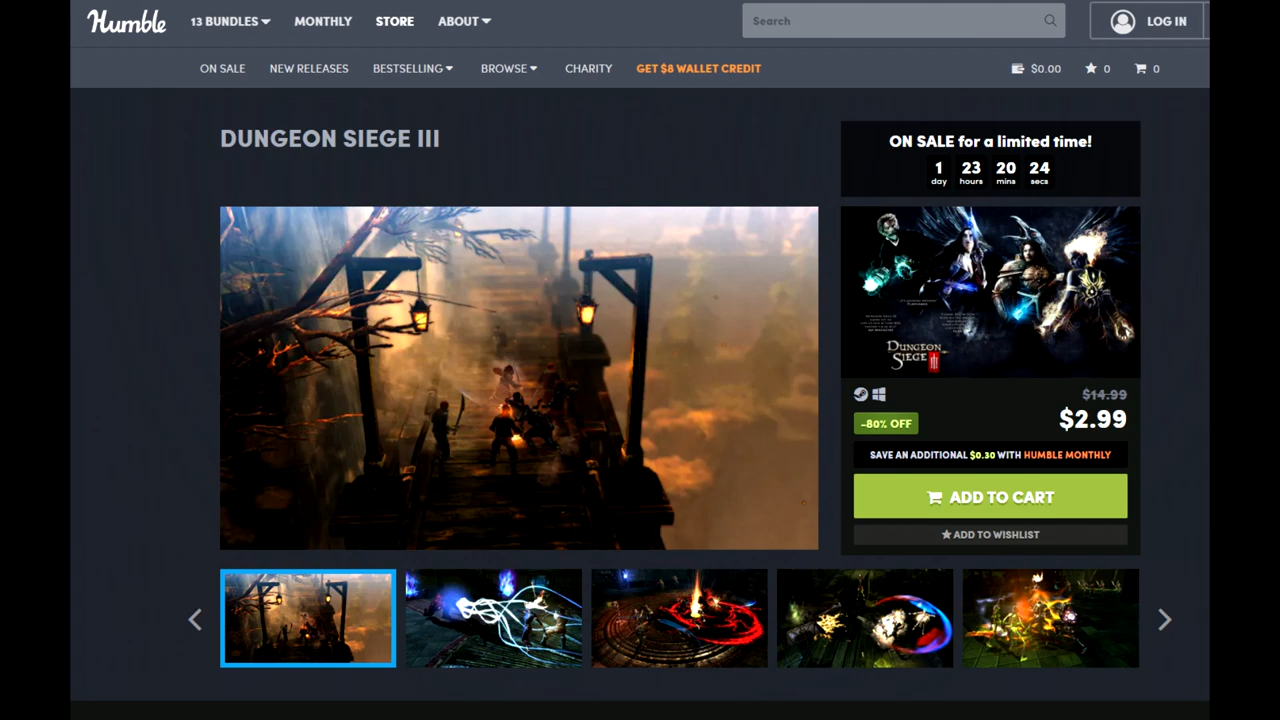 Humble
13 BUNDLES
MONTHLY
STORE
ABOUT
Search
LOG IN
ON SALE
NEW RELEASES
BESTSELLING
BROWSE
CHARITY
GET $8 WALLET CREDIT
$0.00
0
0
DUNGEON SIEGE III
ON SALE for a limited time!
1 23 20 24
day hours mins secs
DUNGEON
SIEGE III
$14.99
-80% OFF
$2.99
SAVE AN ADDITIONAL $0.30 WITH HUMBLE MONTHLY
ADD TO CART
ADD TO WISHLIST